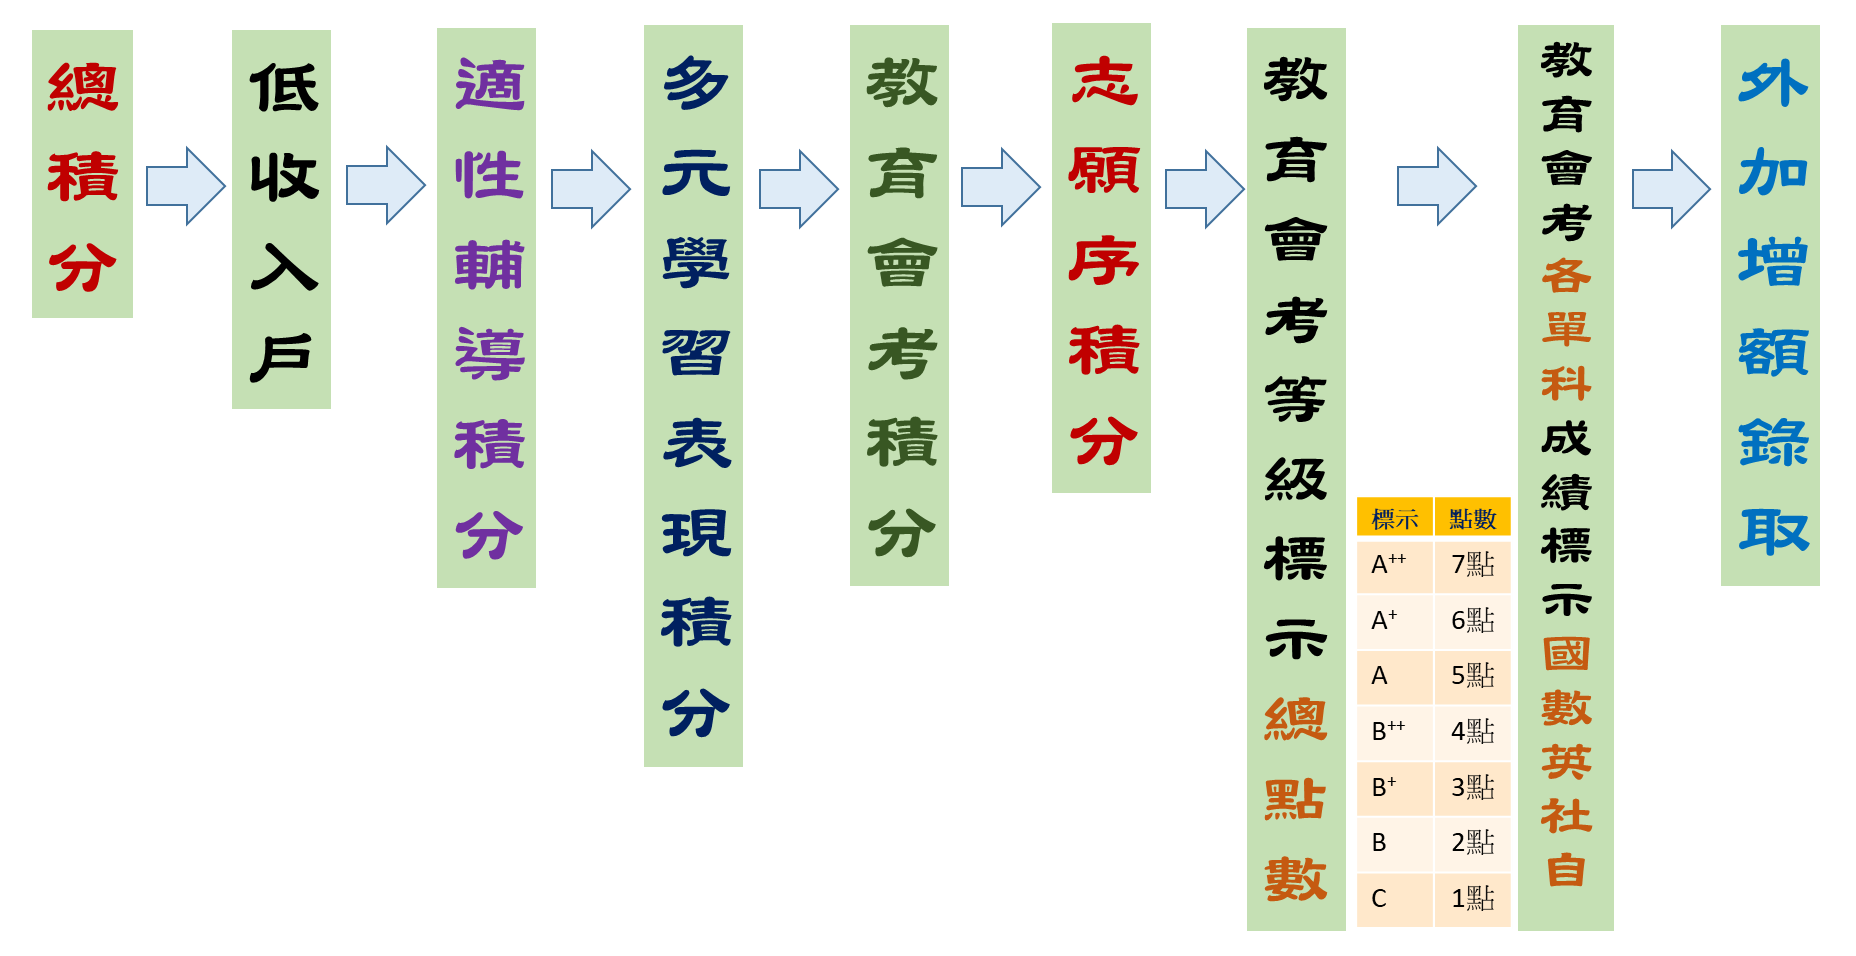 總積分
低收入戶
適性輔導積分
多元學習表現積分
教育會考積分
志願序積分
教育會考等級標示總點數
標示 點數
A++ 7點
A+ 6點
A 5點
B++ 4點
B+ 3點
B 2點
C 1點
教育會考各單科成績標示國數英社自
外加增額錄取